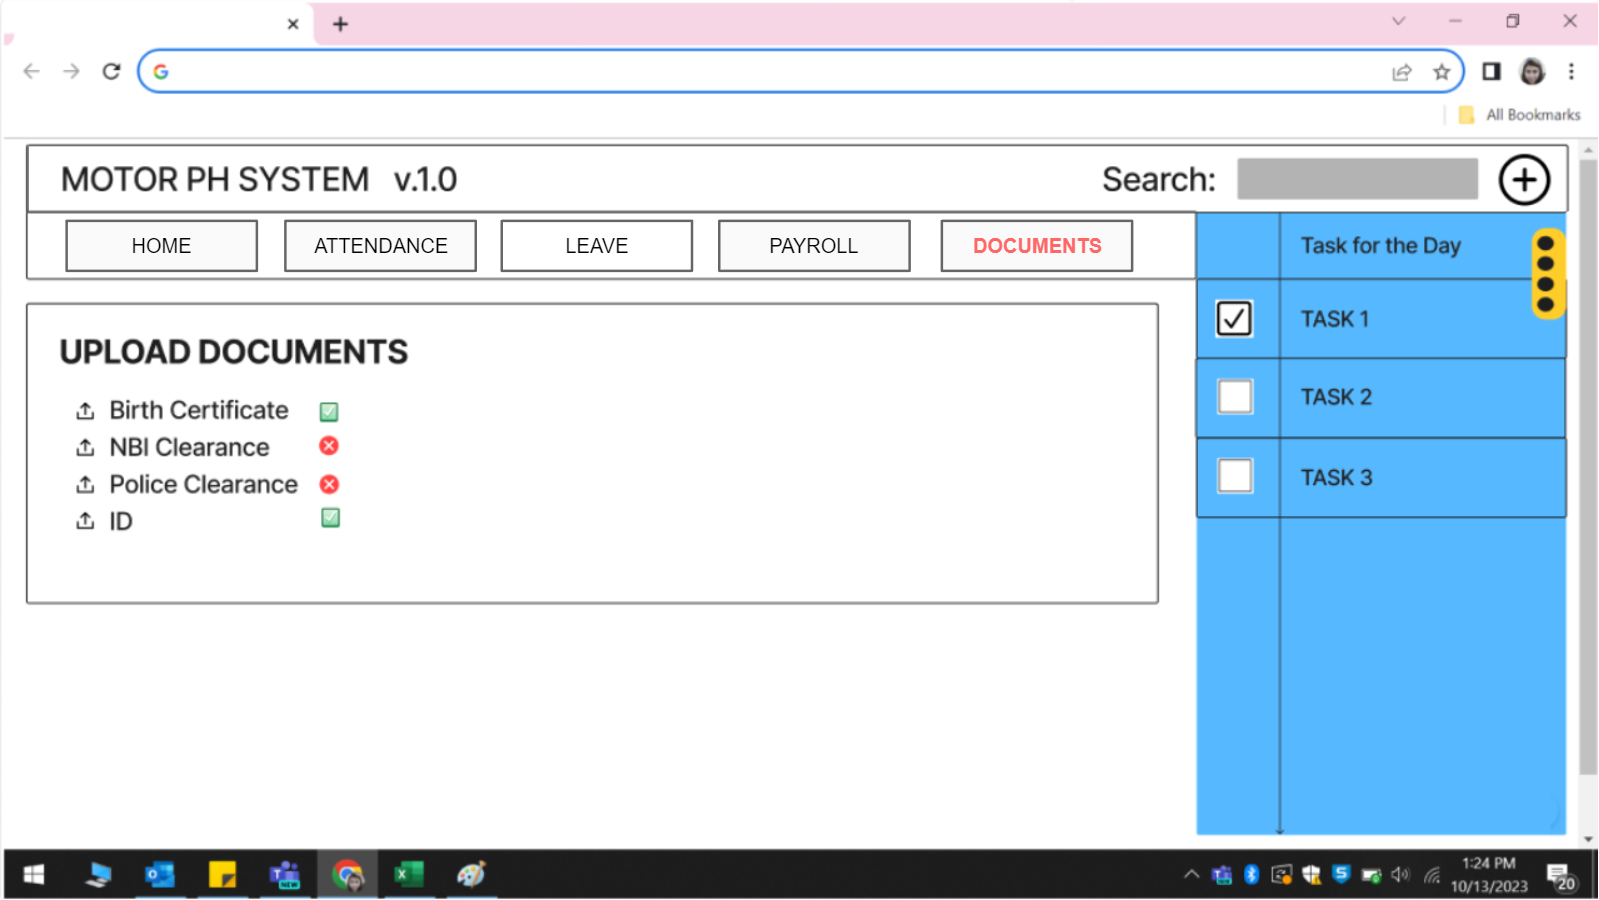 All Bookmarks
MOTOR PH SYSTEM v.1.0
Search:
HOME
ATTENDANCE
LEAVE
PAYROLL
DOCUMENTS
Task for the Day
TASK 1
TASK 2
TASK 3
UPLOAD DOCUMENTS
Birth Certificate
NBI Clearance
Police Clearance
ID
NEW
1:24 PM
10/13/2023
20